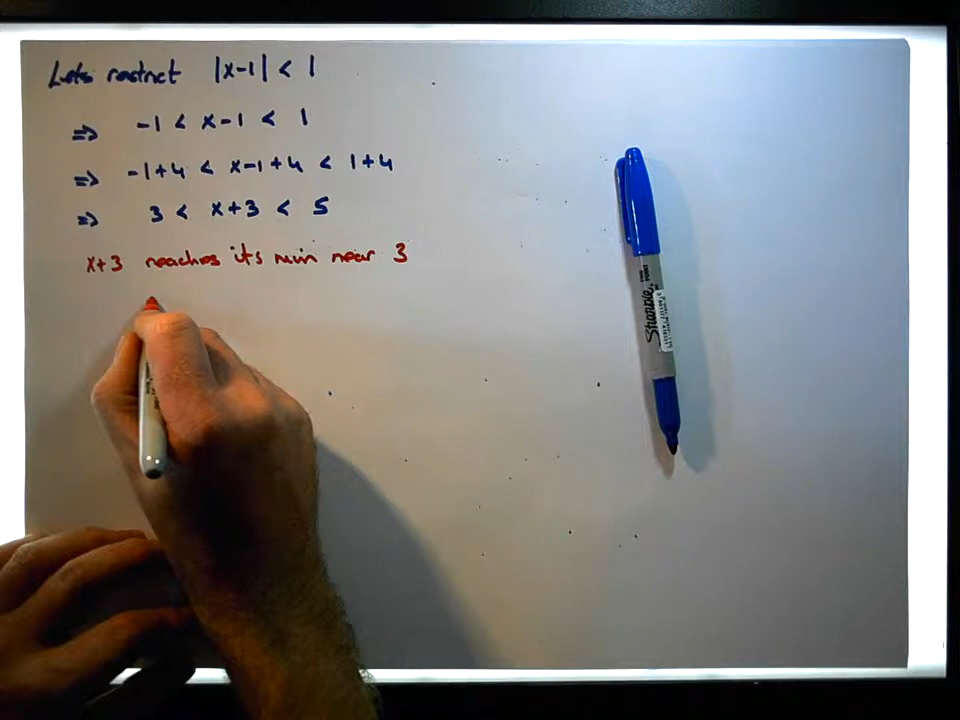 Lets restrict |x-1| < 1
=> -1 < x-1 < 1
=> -1+4 < x-1+4 < 1+4
=> 3 < x+3 < 5
x+3 reaches its min near 3
Sharpie